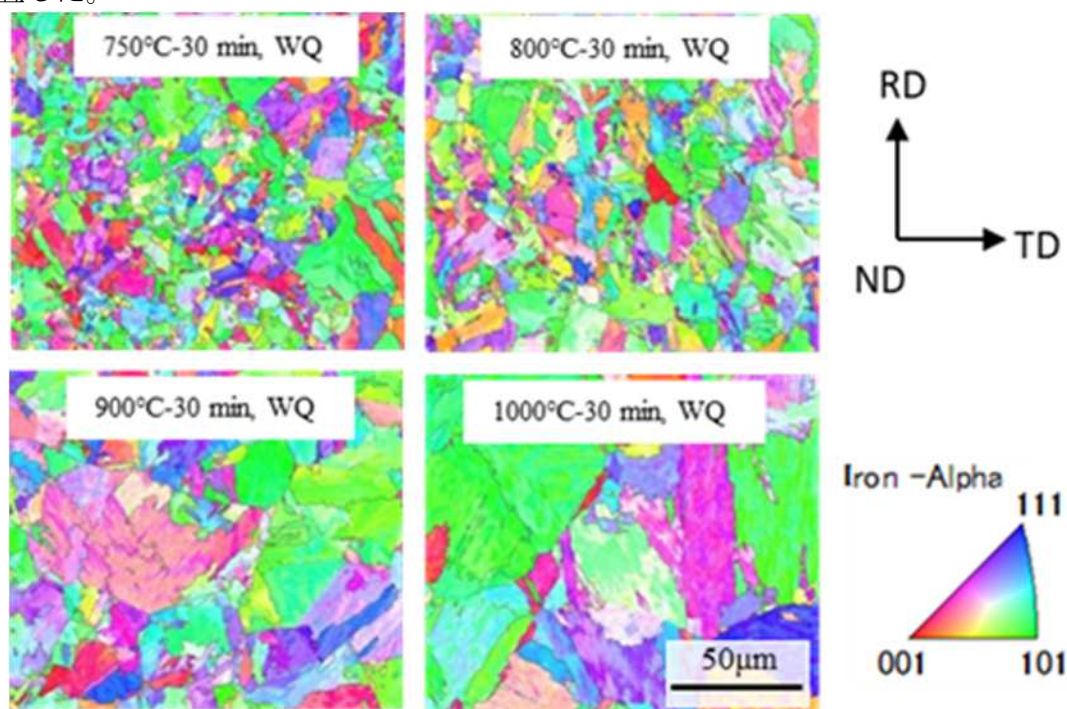 750°C-30 min, WQ
800°C-30 min, WQ
RD
TD
ND
900°C-30 min, WQ
1000°C-30 min, WQ
50μm
Iron -Alpha
111
001
101